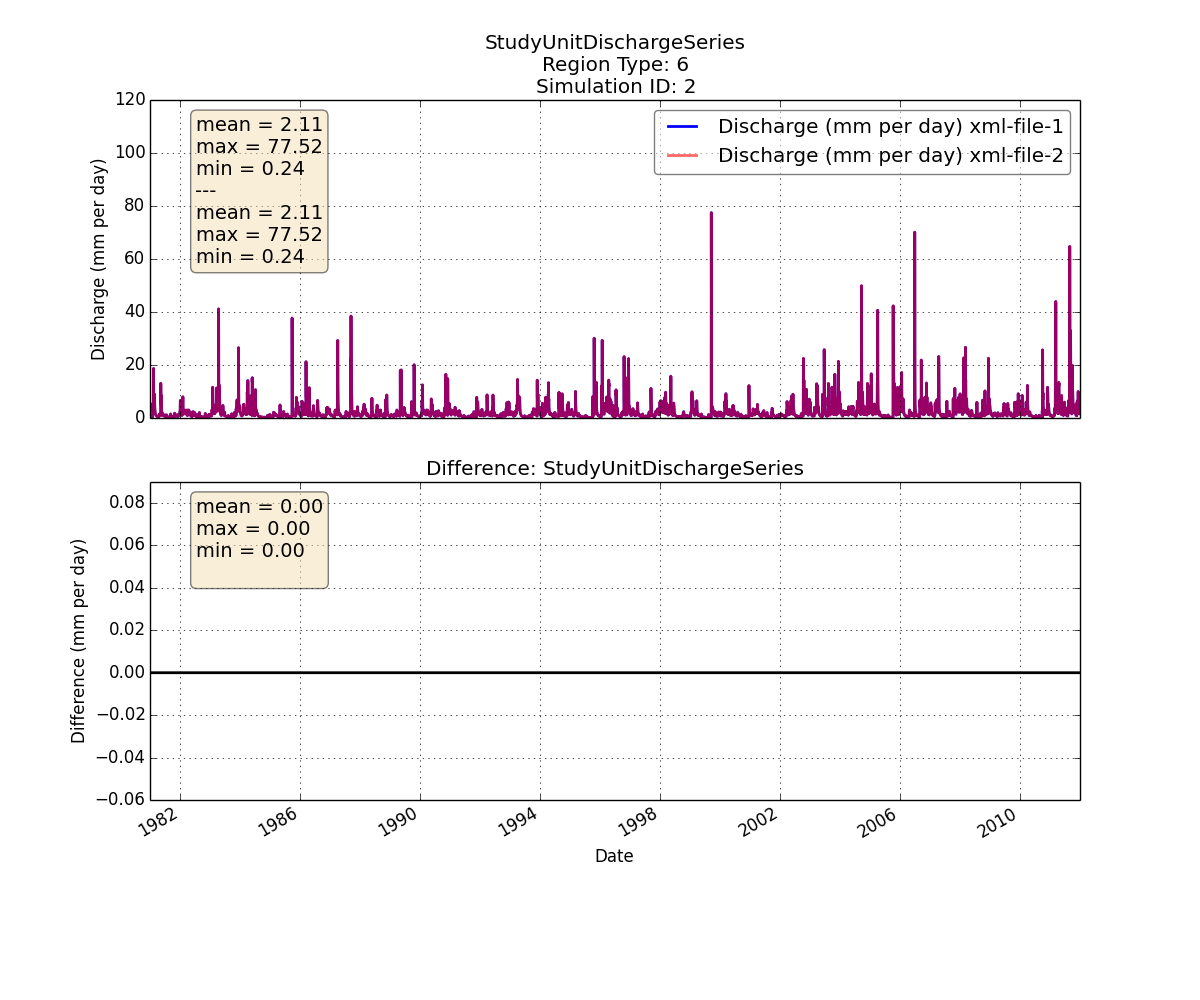 StudyUnitDischargeSeries
Region Type: 6
Simulation ID: 2
120
100
80
60
40
20
0
Discharge (mm per day)
mean = 2.11
max = 77.52
min = 0.24
---
mean = 2.11
max = 77.52
min = 0.24
Discharge (mm per day) xml-file-1
Discharge (mm per day) xml-file-2
Difference: StudyUnitDischargeSeries
0.08
0.06
0.04
0.02
0.00
−0.02
−0.04
−0.06
Difference (mm per day)
mean = 0.00
max = 0.00
min = 0.00
1982
1986
1990
1994
1998
2002
2006
2010
Date